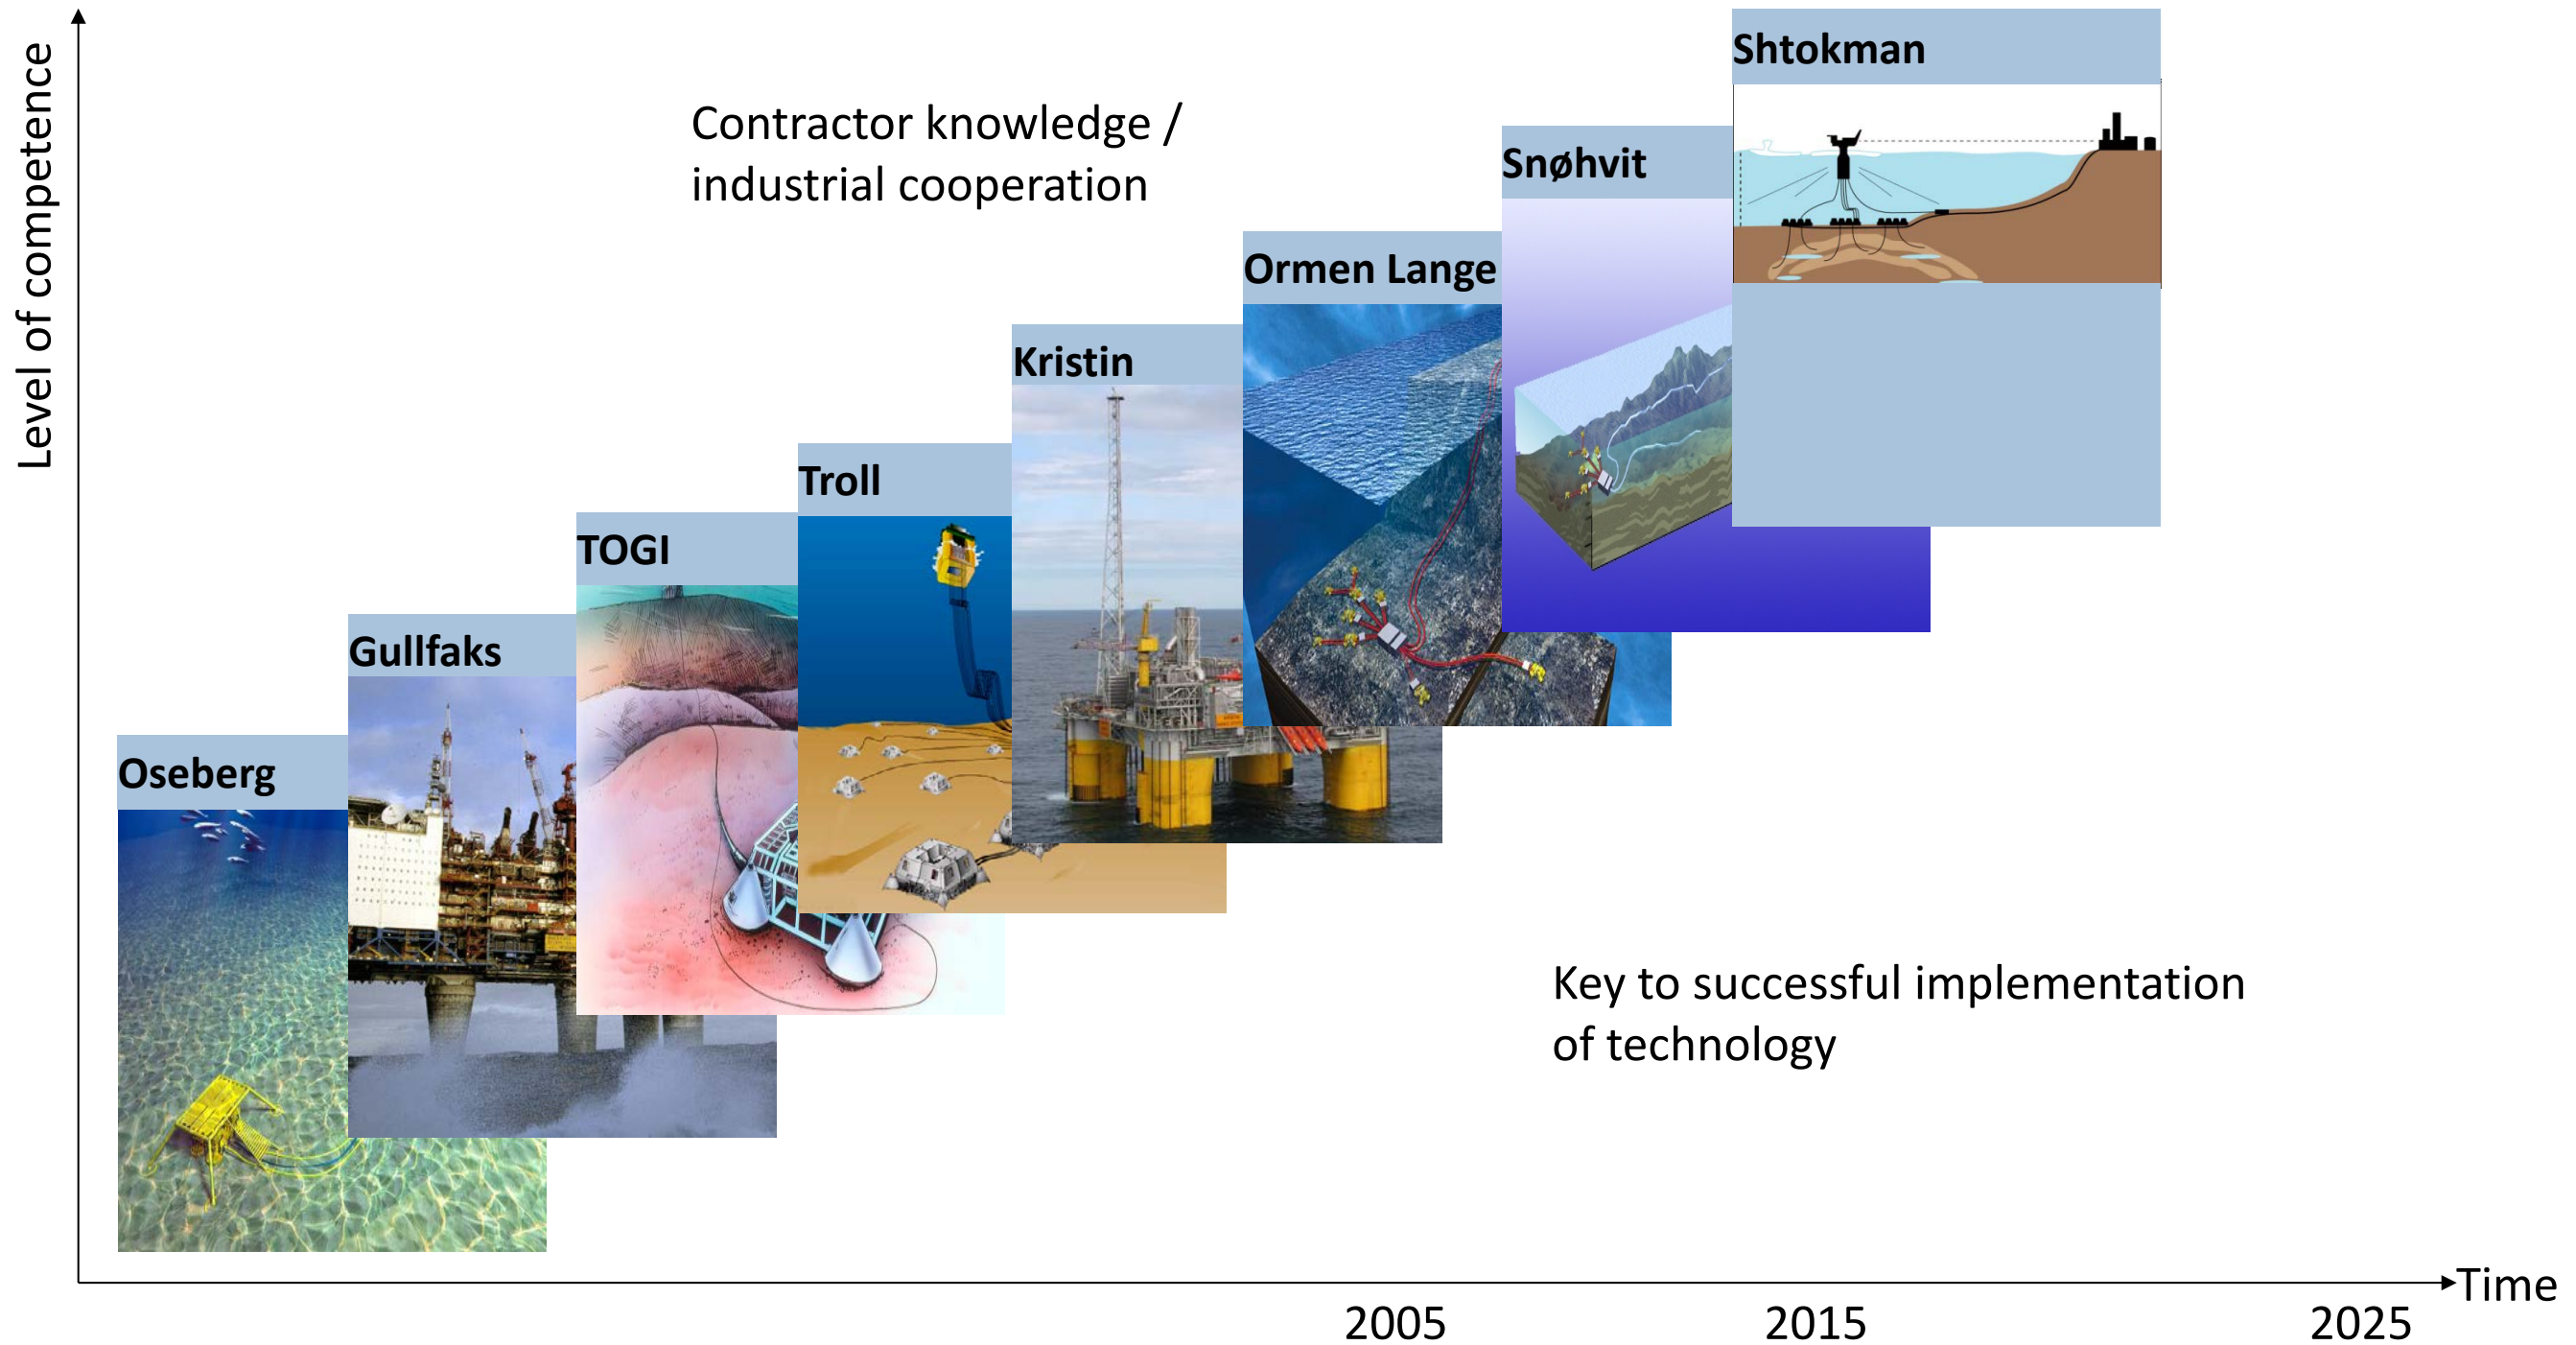 Level of competence
Contractor knowledge /
industrial cooperation
Shtokman
Snøhvit
Ormen Lange
Kristin
Troll
TOGI
Gullfaks
Oseberg
Key to successful implementation
of technology
Time
2005
2015
2025